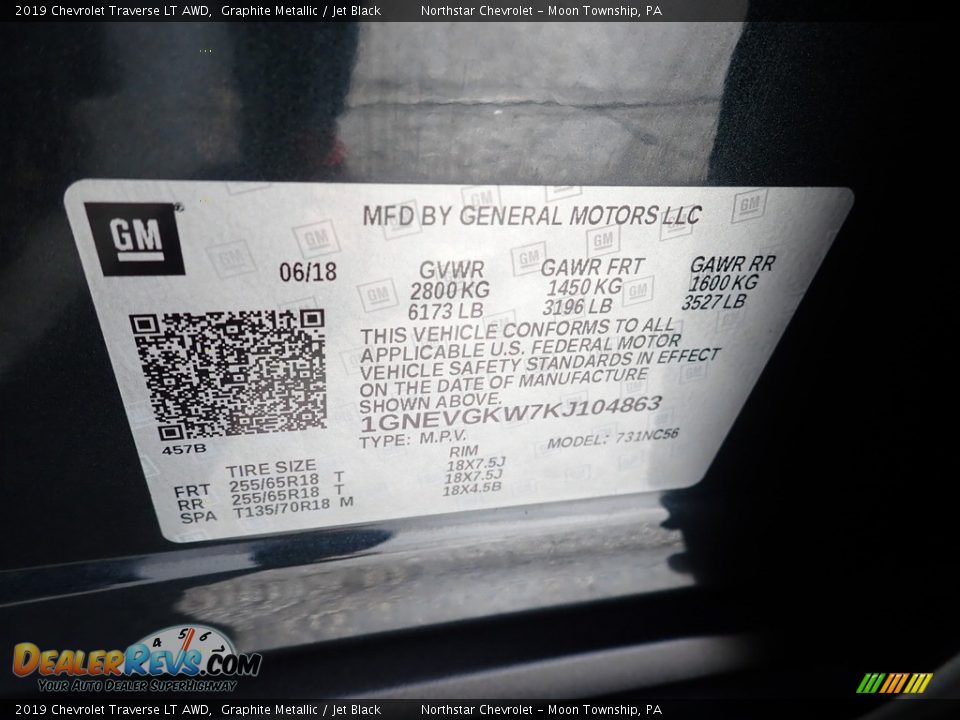 2019 Chevrolet Traverse LT AWD, Graphite Metallic / Jet Black Northstar Chevrolet - Moon Township, PA
GM
MFD BY GENERAL MOTORS LLC
06/18
GVWR GAWR FRT GAWR RR
2800 KG 1450 KG 1600 KG
6173 LB 3196 LB 3527 LB
THIS VEHICLE CONFORMS TO ALL
APPLICABLE U.S. FEDERAL MOTOR
VEHICLE SAFETY STANDARDS IN EFFECT
ON THE DATE OF MANUFACTURE
SHOWN ABOVE.
1GNEVGKW7KJ104863
TYPE: M.P.V. MODEL: 731NC56
457B
TIRE SIZE RIM
FRT 255/65R18 T 18X7.5J
RR 255/65R18 T 18X7.5J
SPA T135/70R18 M 18X4.5B
4 5 6
DealerRevs.com
Your Auto Dealer SuperHighway
2019 Chevrolet Traverse LT AWD, Graphite Metallic / Jet Black Northstar Chevrolet - Moon Township, PA